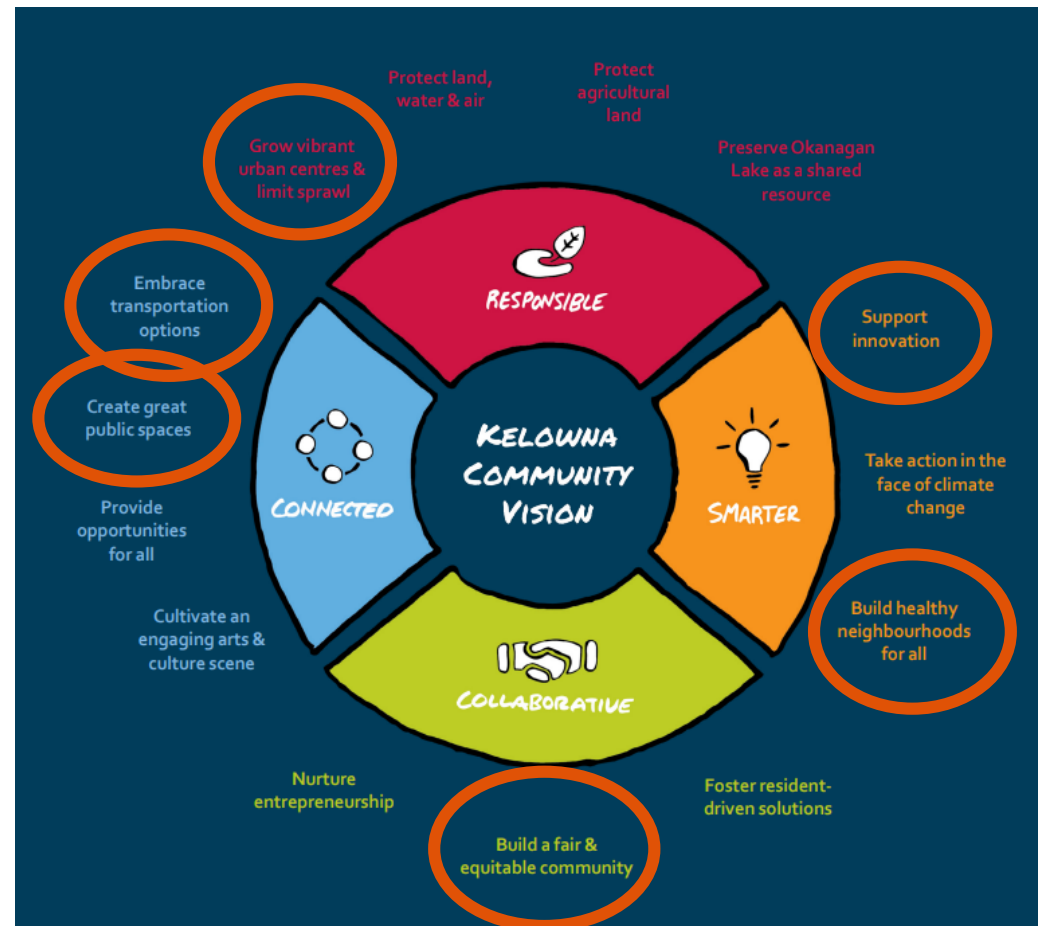 Protect land,
water & air
Protect
agricultural
land
Grow vibrant
urban centres &
limit sprawl
Preserve Okanagan
Lake as a shared
resource
RESPONSIBLE
Embrace
transportation
options
Create great
public spaces
Provide
opportunities
for all
Cultivate an
engaging arts &
culture scene
CONNECTED
KELOWNA
COMMUNITY
VISION
SMARTER
Support
innovation
Take action in the
face of climate
change
Build healthy
neighbourhoods
for all
COLLABORATIVE
Nurture
entrepreneurship
Build a fair &
equitable community
Foster resident-
driven solutions